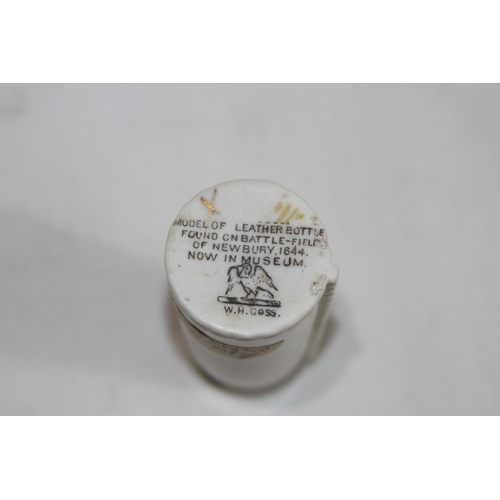 MODEL OF LEATHER BOTTLE
FOUND ON BATTLE-FIELD
OF NEWBURY, 1644.
NOW IN MUSEUM.
W.H.GOSS.